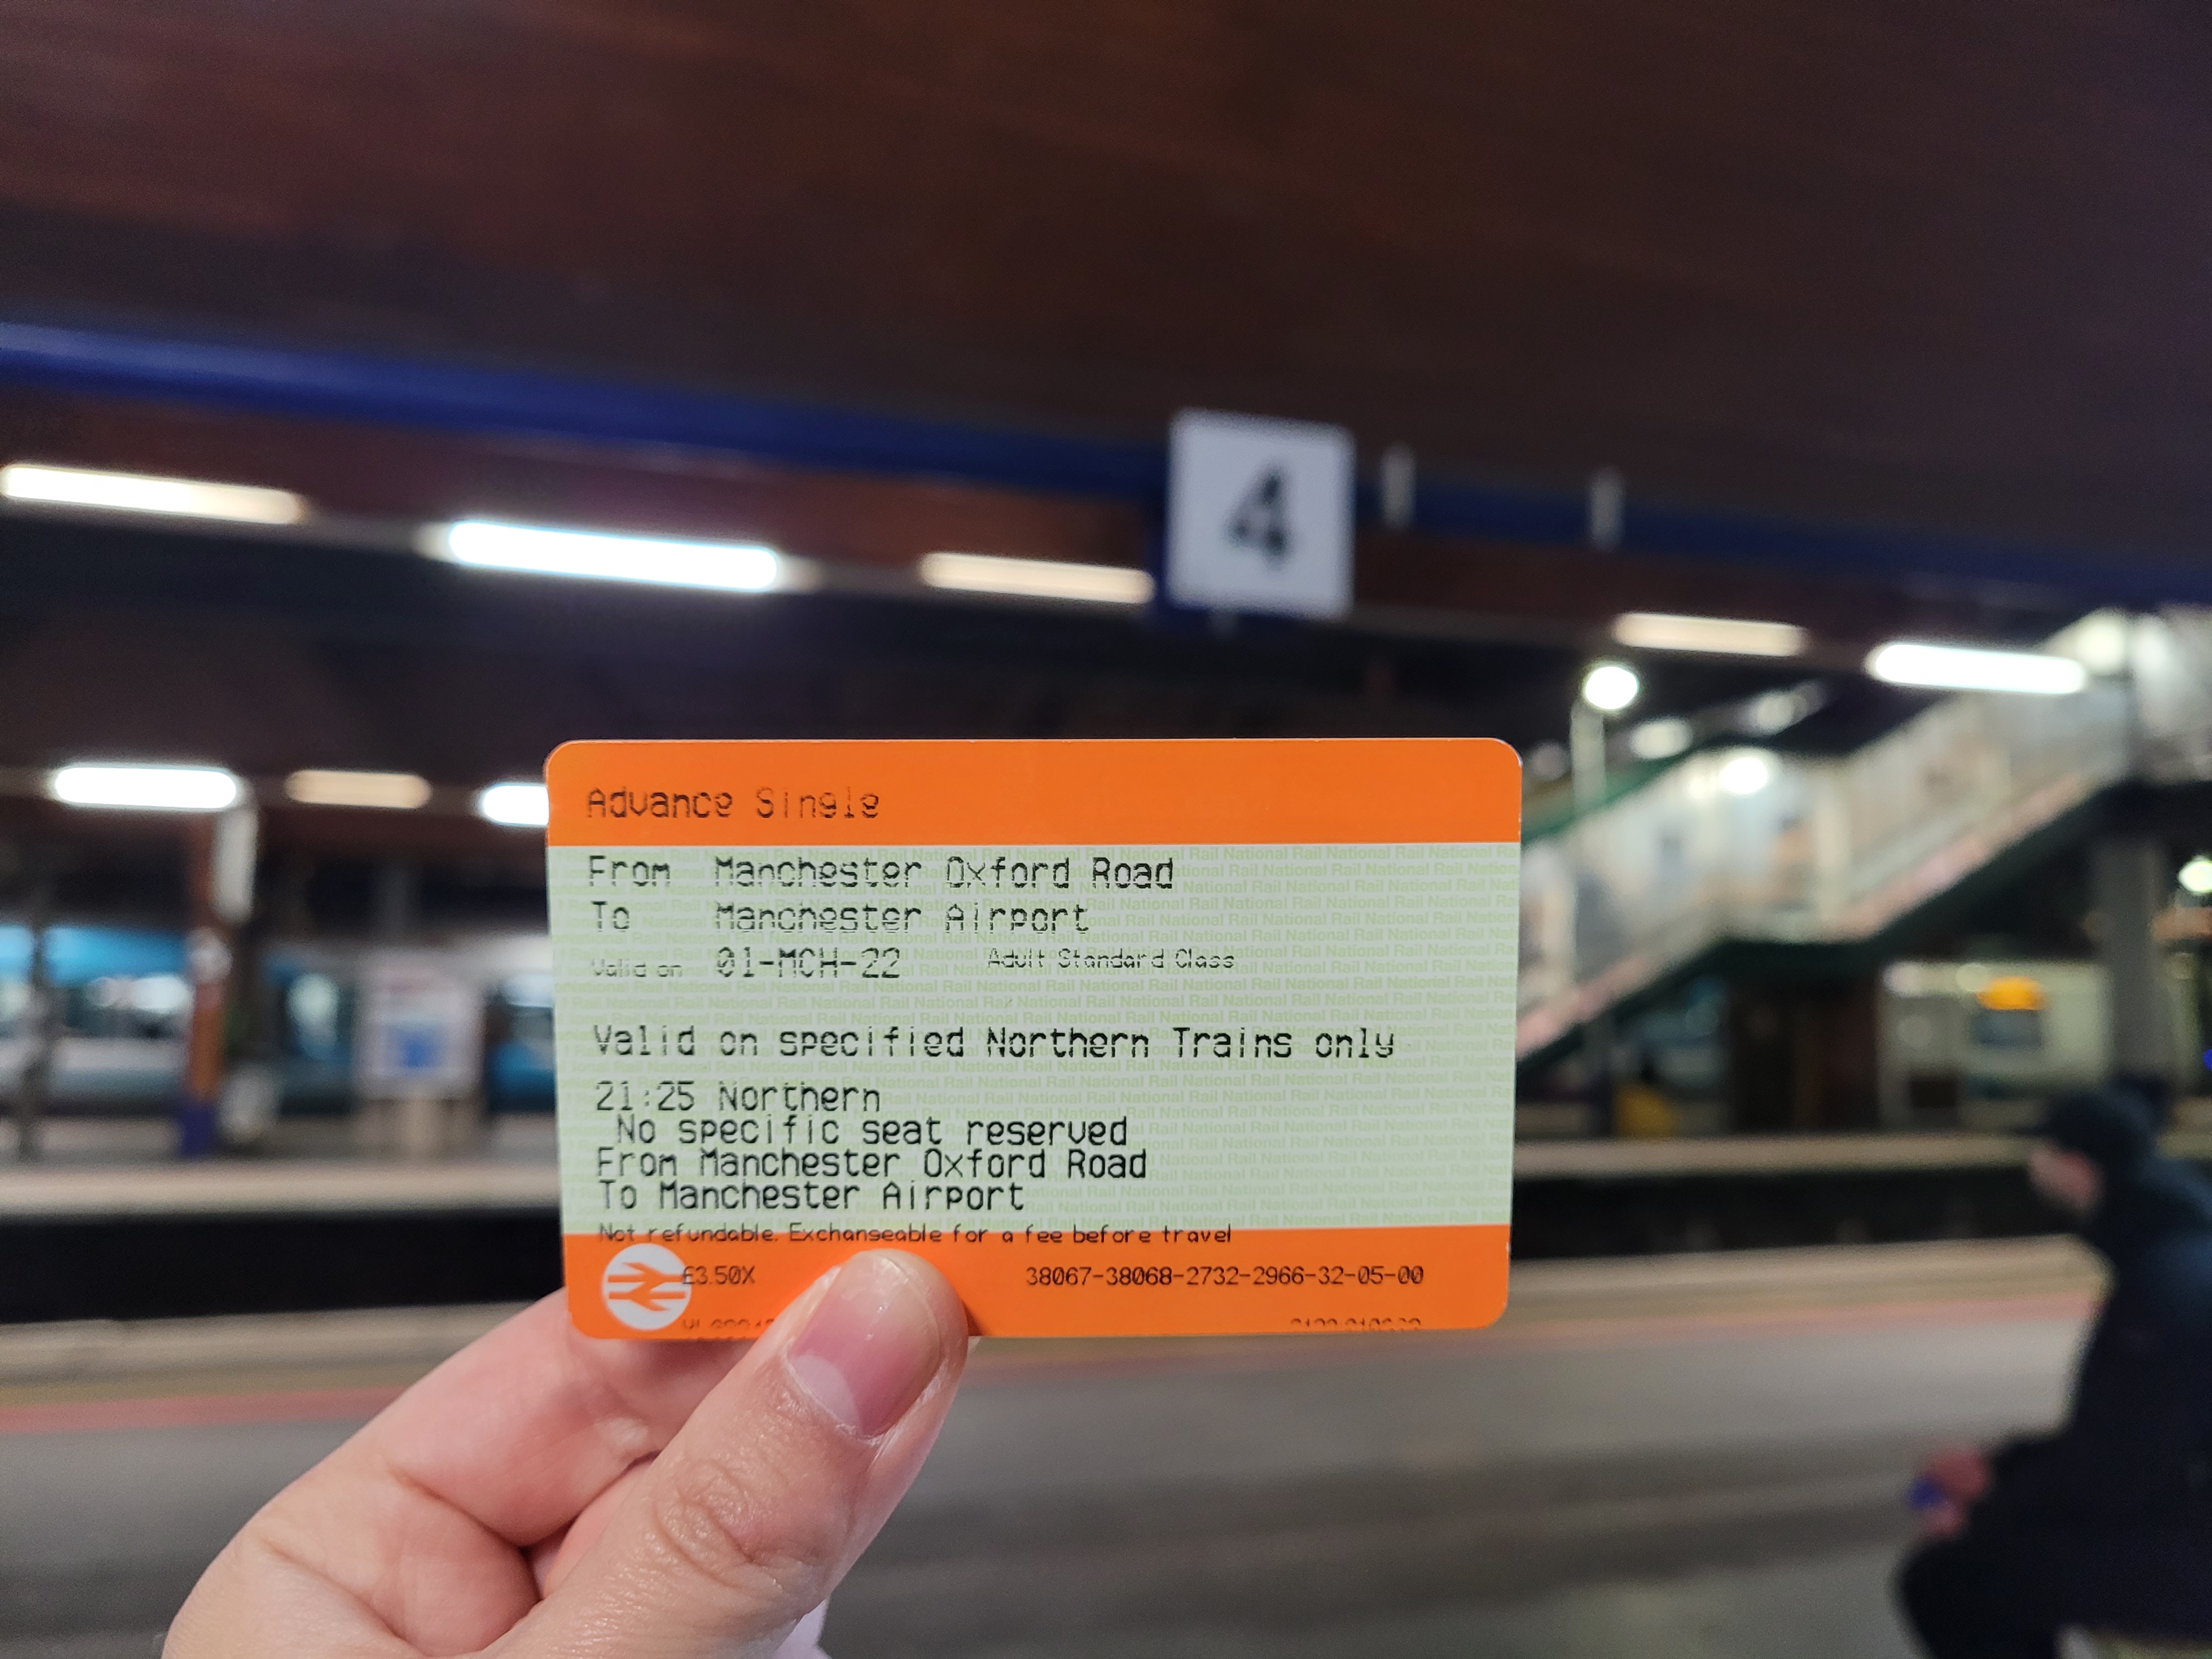 4
Advance Single
From Manchester Oxford Road
To Manchester Airport
Valid on 01-MCH-22 Adult Standard Class
Valid on specified Northern Trains only
21:25 Northern
No specific seat reserved
From Manchester Oxford Road
To Manchester Airport
Not refundable. Exchangeable for a fee before travel
£3.50X 38067-38068-2732-2966-32-05-00